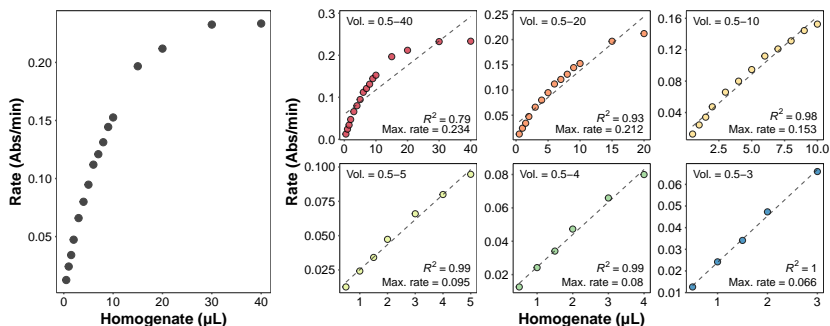 Rate (Abs/min)
0.20
0.15
0.10
0.05
0
10
20
30
40
Homogenate (µL)
Rate (Abs/min)
Vol. = 0.5–40
0.3
0.2
0.1
0.0
R² = 0.79
Max. rate = 0.234
0 10 20 30 40
Vol. = 0.5–20
0.20
0.15
0.10
0.05
R² = 0.93
Max. rate = 0.212
0 5 10 15 20
Vol. = 0.5–10
0.16
0.12
0.08
0.04
R² = 0.98
Max. rate = 0.153
2.5 5.0 7.5 10.0
Vol. = 0.5–5
0.100
0.075
0.050
0.025
R² = 0.99
Max. rate = 0.095
1 2 3 4 5
Vol. = 0.5–4
0.08
0.06
0.04
0.02
R² = 0.99
Max. rate = 0.08
1 2 3 4
Vol. = 0.5–3
0.06
0.05
0.04
0.03
0.02
0.01
R² = 1
Max. rate = 0.066
1 2 3
Homogenate (µL)